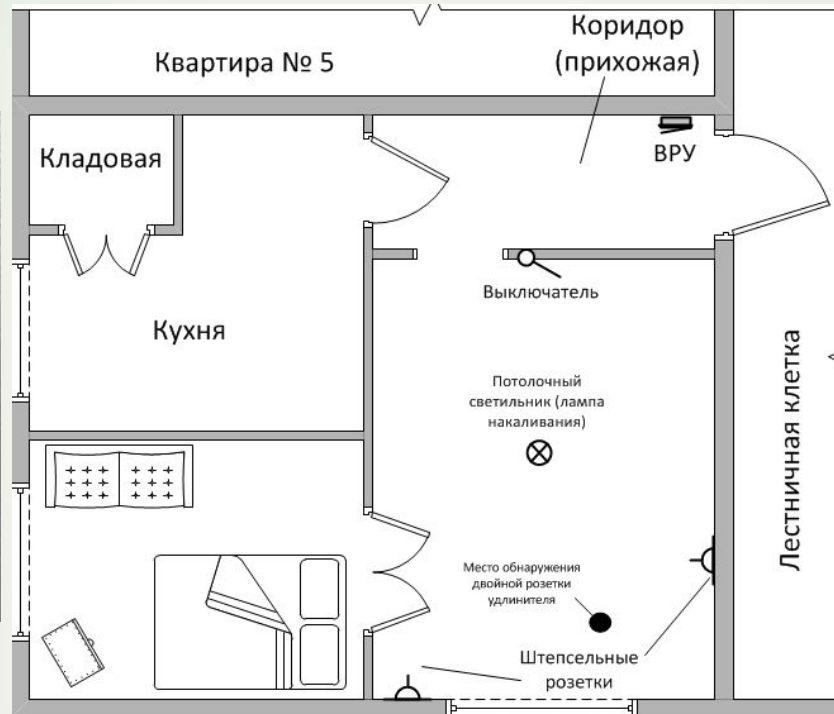 Квартира № 5
Коридор
(прихожая)
Кладовая
ВРУ
Выключатель
Кухня
Потолочный
светильник (лампа
накаливания)
Лестничная клетка
Место обнаружения
двойной розетки
удлинителя
Штепсельные
розетки